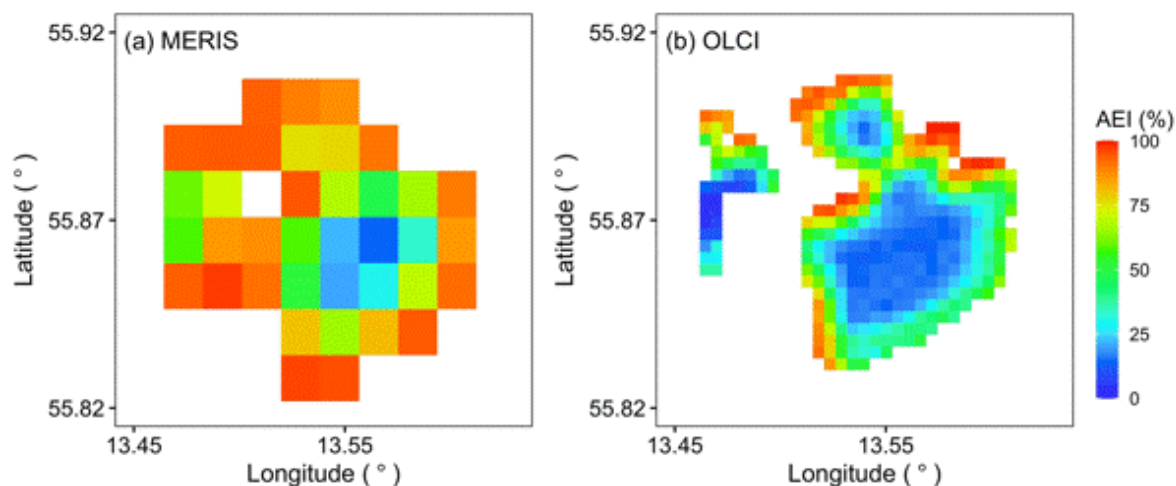 (a) MERIS
(b) OLCI
55.92
55.87
55.82
Latitude ( ° )
13.45
13.55
Longitude ( ° )
55.92
55.87
55.82
Latitude ( ° )
13.45
13.55
Longitude ( ° )
AEI (%)
100
75
50
25
0